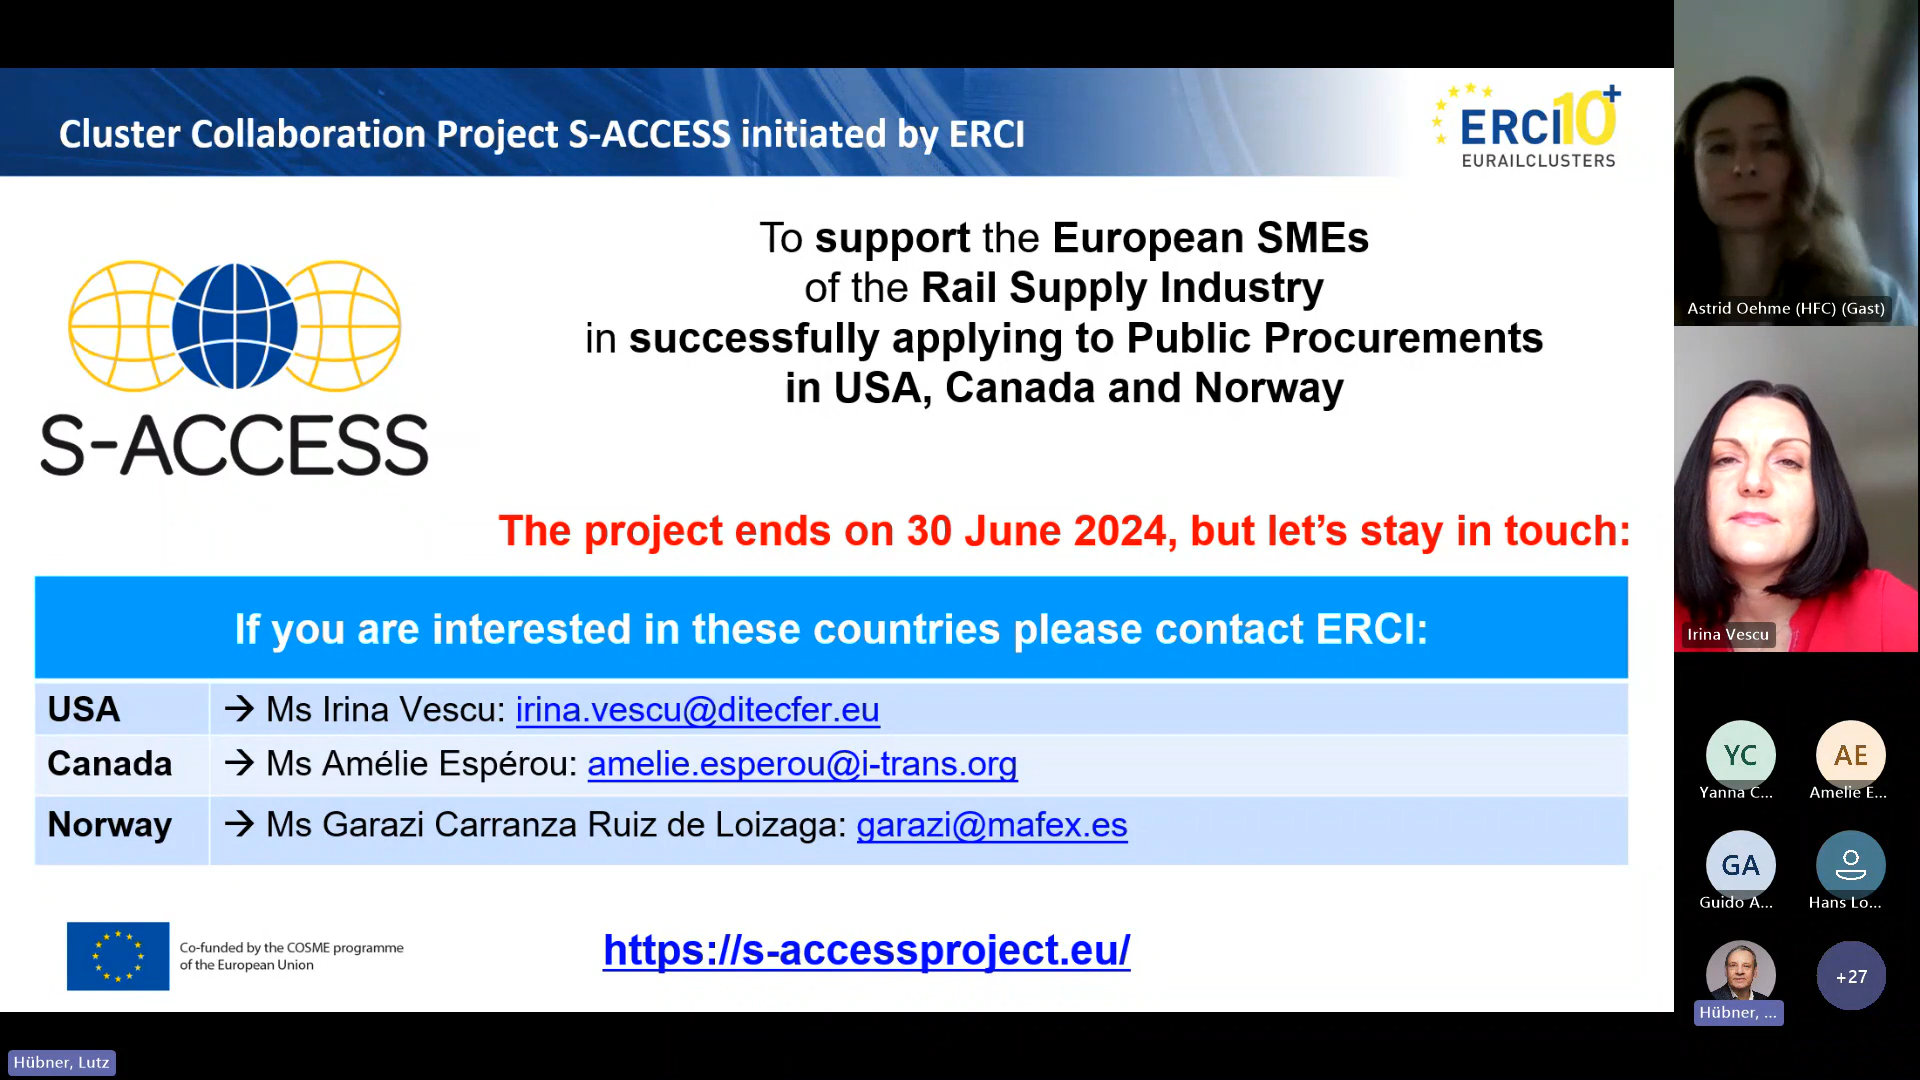 Cluster Collaboration Project S-ACCESS initiated by ERCI
ERCI10+
EURAILCLUSTERS
To support the European SMEs
of the Rail Supply Industry
in successfully applying to Public Procurements
in USA, Canada and Norway
S-ACCESS
The project ends on 30 June 2024, but let’s stay in touch:
If you are interested in these countries please contact ERCI:
USA → Ms Irina Vescu: irina.vescu@ditecfer.eu
Canada → Ms Amélie Espérou: amelie.esperou@i-trans.org
Norway → Ms Garazi Carranza Ruiz de Loizaga: garazi@mafex.es
Co-funded by the COSME programme
of the European Union
https://s-accessproject.eu/
Hübner, Lutz
Astrid Oehme (HFC) (Gast)
Irina Vescu
YC
Yanna C...
AE
Amelie E...
GA
Guido A...
Hans Lo...
Hübner, ...
+27